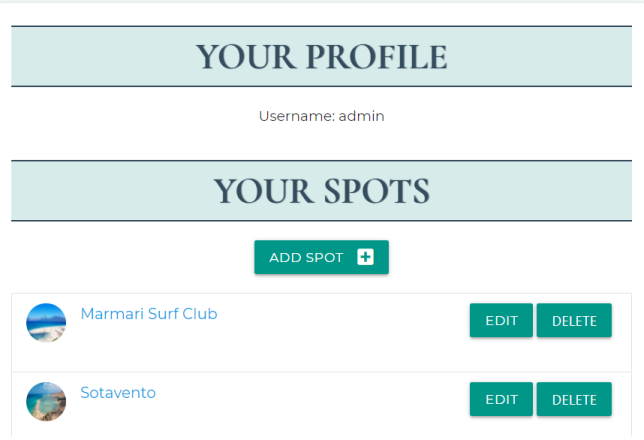 YOUR PROFILE
Username: admin
YOUR SPOTS
ADD SPOT
Marmari Surf Club EDIT DELETE
Sotavento EDIT DELETE